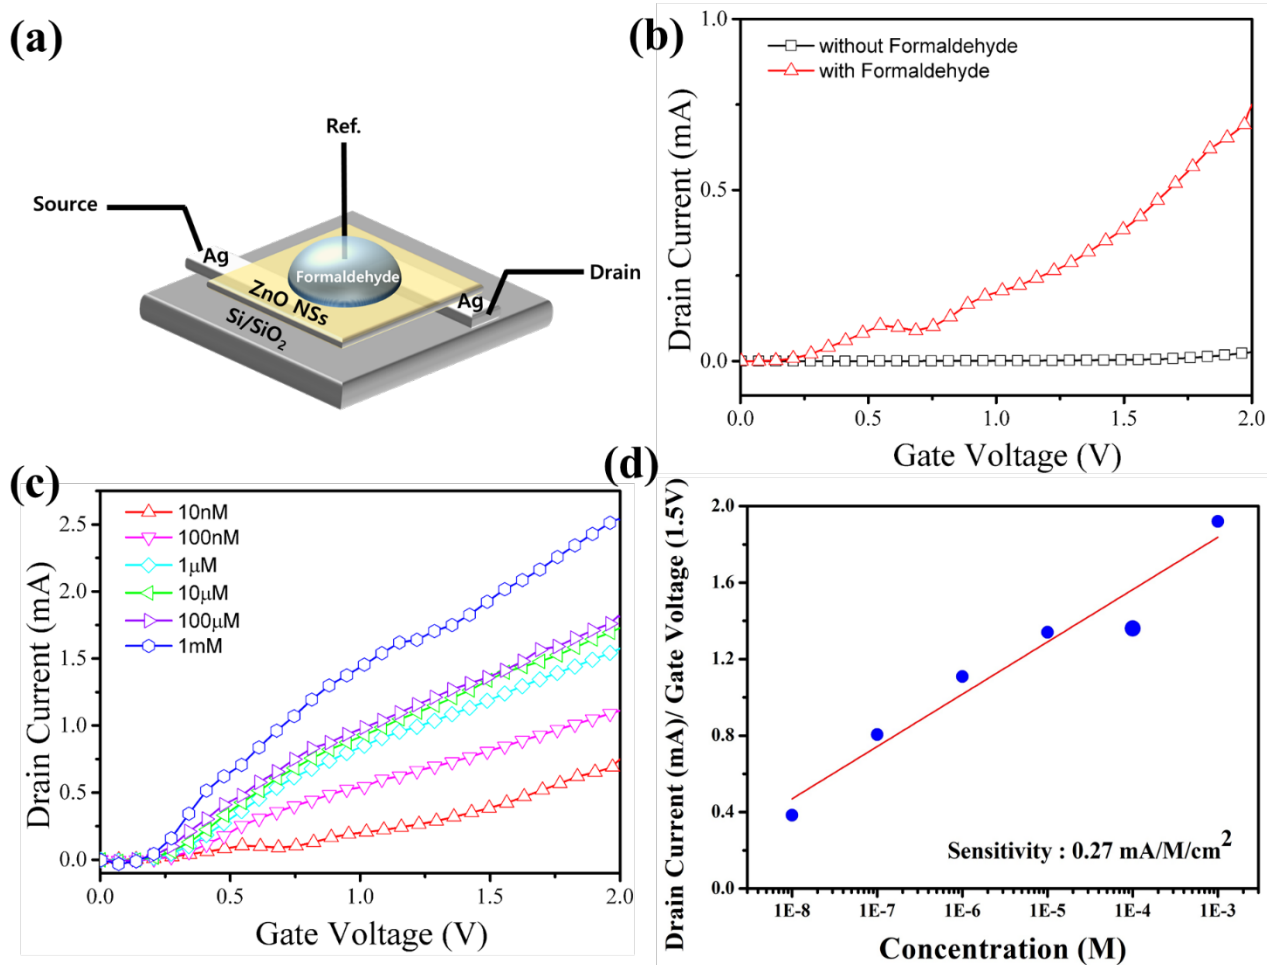 (a)
Ref.
Source
Ag
Formaldehyde
Drain
ZnO NSs
Ag
Si/SiO2
(b)
without Formaldehyde
with Formaldehyde
Drain Current (mA)
1.0
0.5
0.0
0.0 0.5 1.0 1.5 2.0
Gate Voltage (V)
(c)
10nM
100nM
1μM
10μM
100μM
1mM
Drain Current (mA)
2.5
2.0
1.5
1.0
0.5
0.0
0.0 0.5 1.0 1.5 2.0
Gate Voltage (V)
(d)
Drain Current (mA)/ Gate Voltage (1.5V)
2.0
1.6
1.2
0.8
0.4
0.0
Sensitivity : 0.27 mA/M/cm2
1E-8 1E-7 1E-6 1E-5 1E-4 1E-3
Concentration (M)